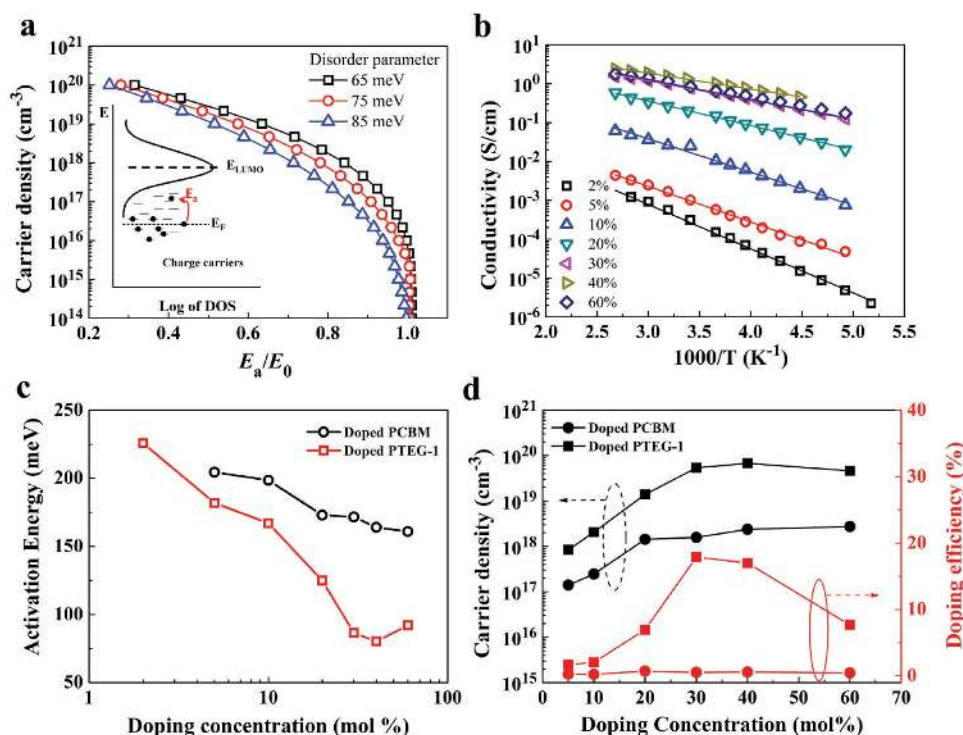 a
10²¹
10²⁰
10¹⁹
10¹⁸
10¹⁷
10¹⁶
10¹⁵
10¹⁴
Carrier density (cm⁻³)
Disorder parameter
65 meV
75 meV
85 meV
E
E_LUMO
E_a
E_F
Charge carriers
Log of DOS
0.2 0.4 0.6 0.8 1.0
E_a/E_0
b
10¹
10⁰
10⁻¹
10⁻²
10⁻³
10⁻⁴
10⁻⁵
10⁻⁶
Conductivity (S/cm)
2%
5%
10%
20%
30%
40%
60%
2.0 2.5 3.0 3.5 4.0 4.5 5.0 5.5
1000/T (K⁻¹)
c
250
200
150
100
50
Activation Energy (meV)
Doped PCBM
Doped PTEG-1
1 10 100
Doping concentration (mol %)
d
10²¹
10²⁰
10¹⁹
10¹⁸
10¹⁷
10¹⁶
10¹⁵
Carrier density (cm⁻³)
Doped PCBM
Doped PTEG-1
40
30
20
10
0
Doping efficiency (%)
0 10 20 30 40 50 60 70
Doping Concentration (mol%)